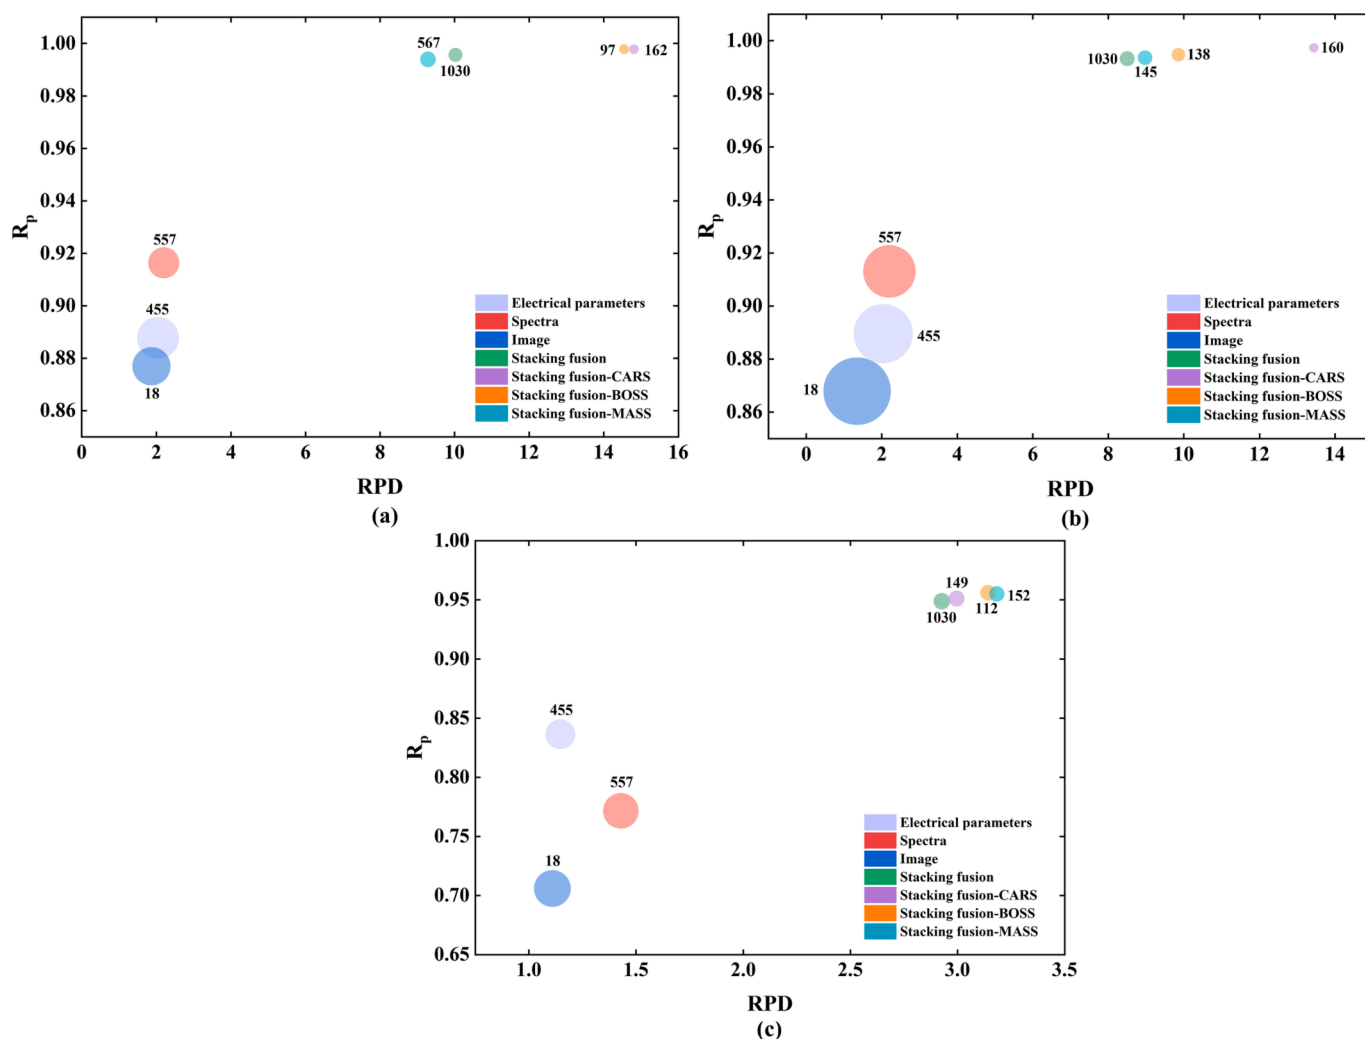 1.00
0.98
0.96
0.94
0.92
0.90
0.88
0.86
Rp
567
1030
97
162
557
455
18
Electrical parameters
Spectra
Image
Stacking fusion
Stacking fusion-CARS
Stacking fusion-BOSS
Stacking fusion-MASS
0 2 4 6 8 10 12 14 16
RPD
(a)
1.00
0.98
0.96
0.94
0.92
0.90
0.88
0.86
Rp
1030
145
138
160
557
455
18
Electrical parameters
Spectra
Image
Stacking fusion
Stacking fusion-CARS
Stacking fusion-BOSS
Stacking fusion-MASS
0 2 4 6 8 10 12 14
RPD
(b)
1.00
0.95
0.90
0.85
0.80
0.75
0.70
0.65
Rp
149
1030
112
152
455
557
18
Electrical parameters
Spectra
Image
Stacking fusion
Stacking fusion-CARS
Stacking fusion-BOSS
Stacking fusion-MASS
1.0 1.5 2.0 2.5 3.0 3.5
RPD
(c)